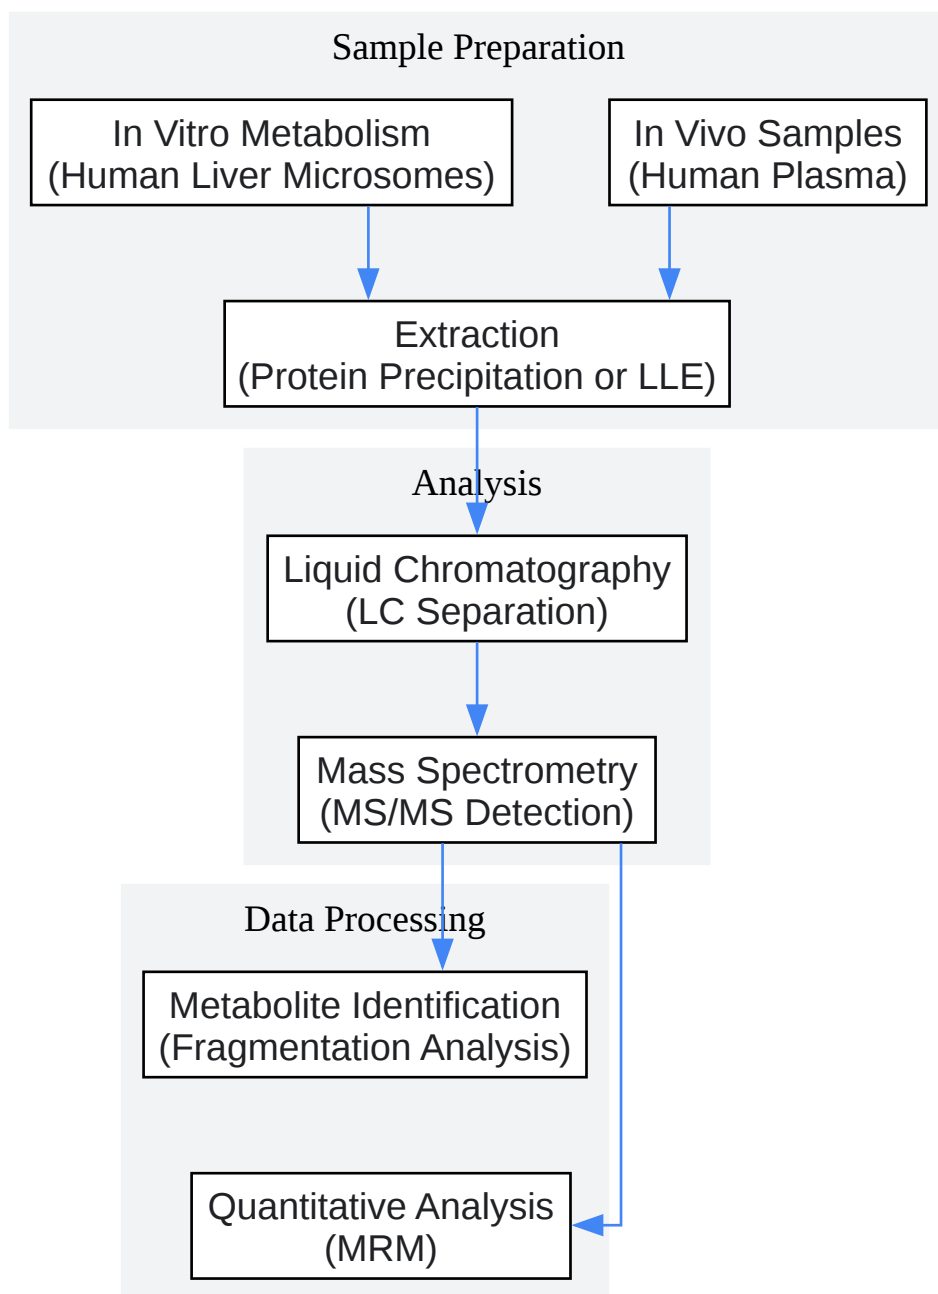 Sample Preparation
In Vitro Metabolism
(Human Liver Microsomes)
In Vivo Samples
(Human Plasma)
Extraction
(Protein Precipitation or LLE)
Analysis
Liquid Chromatography
(LC Separation)
Mass Spectrometry
(MS/MS Detection)
Data Processing
Metabolite Identification
(Fragmentation Analysis)
Quantitative Analysis
(MRM)